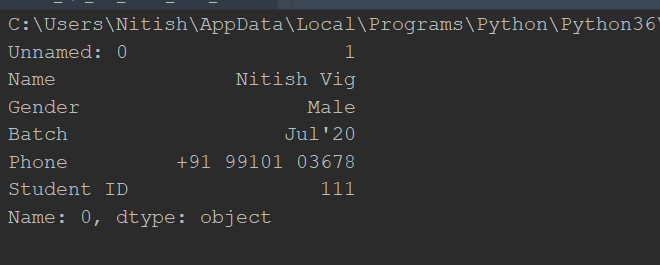 C:\Users\Nitish\AppData\Local\Programs\Python\Python36\
Unnamed: 0 1
Name Nitish Vig
Gender Male
Batch Jul'20
Phone +91 99101 03678
Student ID 111
Name: 0, dtype: object